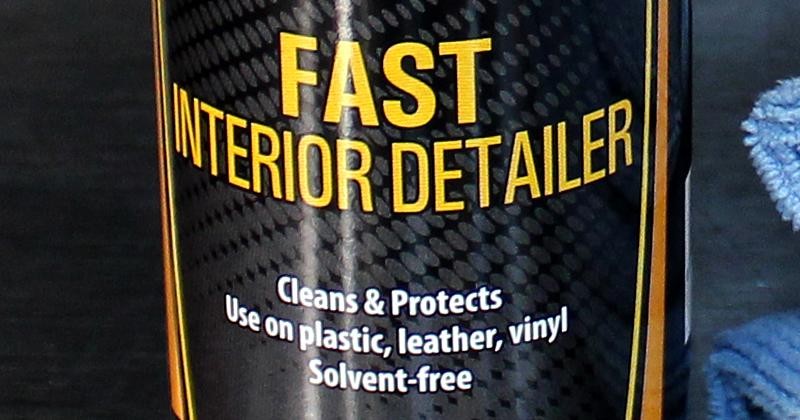 FAST
INTERIOR DETAILER
Cleans & Protects
Use on plastic, leather, vinyl
Solvent-free